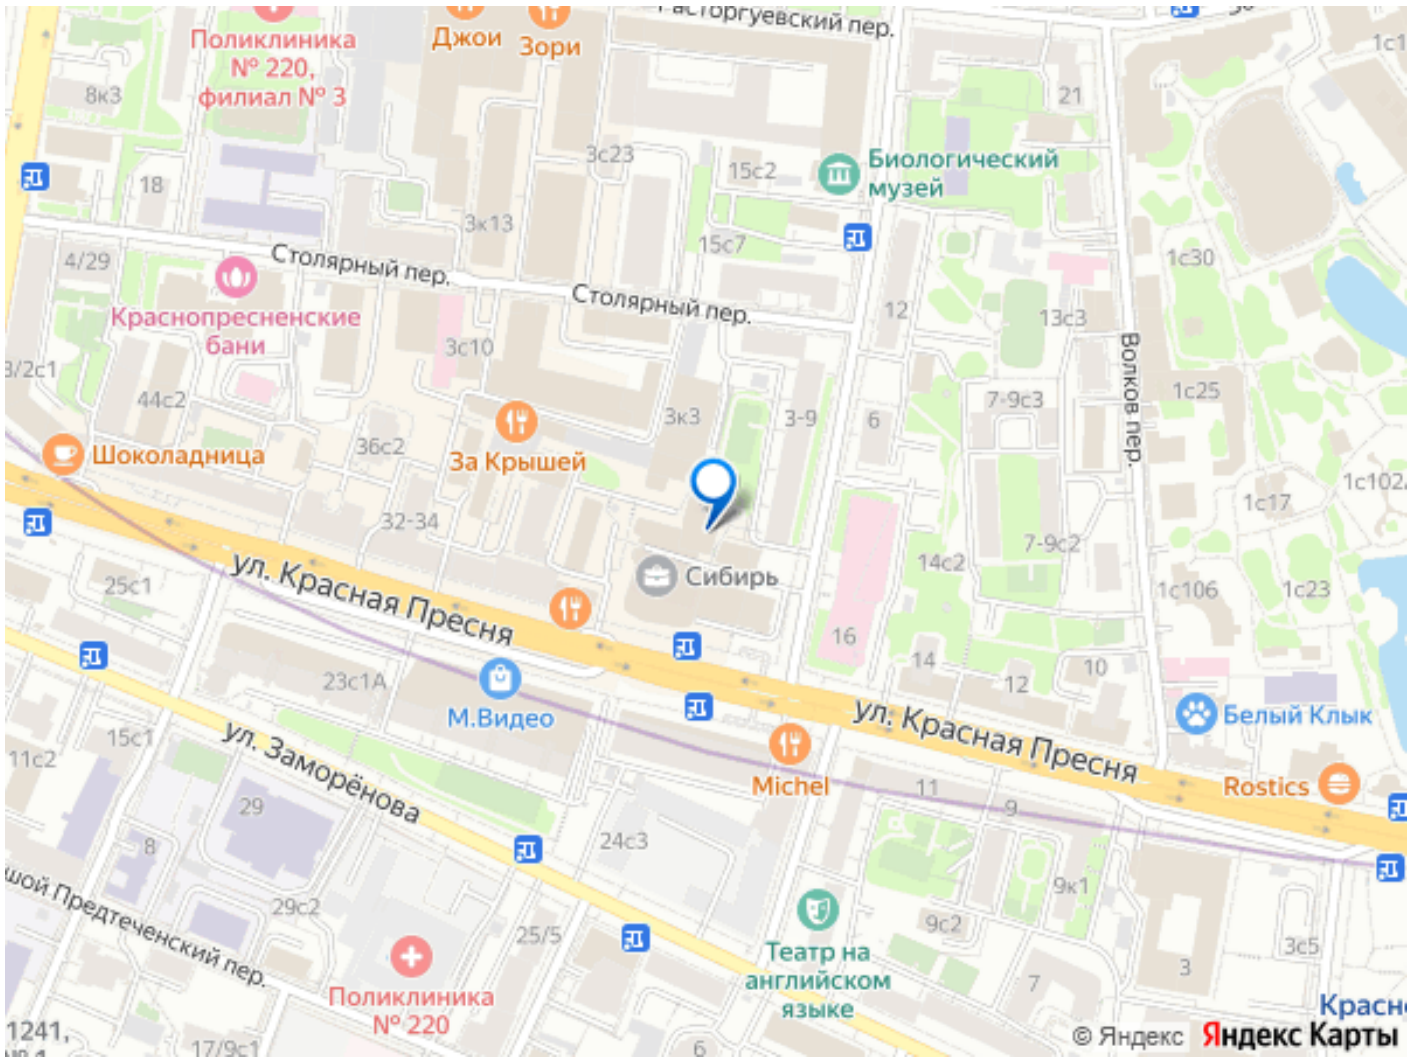 Расторгуевский пер.
Поликлиника
№ 220,
филиал № 3
Джои
Зори
8к3
21
1с1
18
3с23
15с2
Биологический
музей
3к13
15с7
4/29
Столярный пер.
Столярный пер.
1с30
12
13с3
Краснопресненские
бани
3с10
Волков пер.
3/2с1
44с2
3к3
3-9
6
7-9с3
1с25
36с2
Шоколадница
За Крышей
1с17
1с102
32-34
7-9с2
14с2
ул. Красная Пресня
Сибирь
25с1
1с106
1с23
16
14
12
10
23с1А
М.Видео
ул. Красная Пресня
Белый Клык
15с1
11с2
ул. Заморёнова
Michel
Rostics
11
9
29
8
24с3
9к1
шой Предтеченский пер.
29с2
25/5
9с2
3с5
Театр на
английском
языке
7
3
Поликлиника
№ 220
Красн
1241,
17/9с1
6
© Яндекс
Яндекс Карты